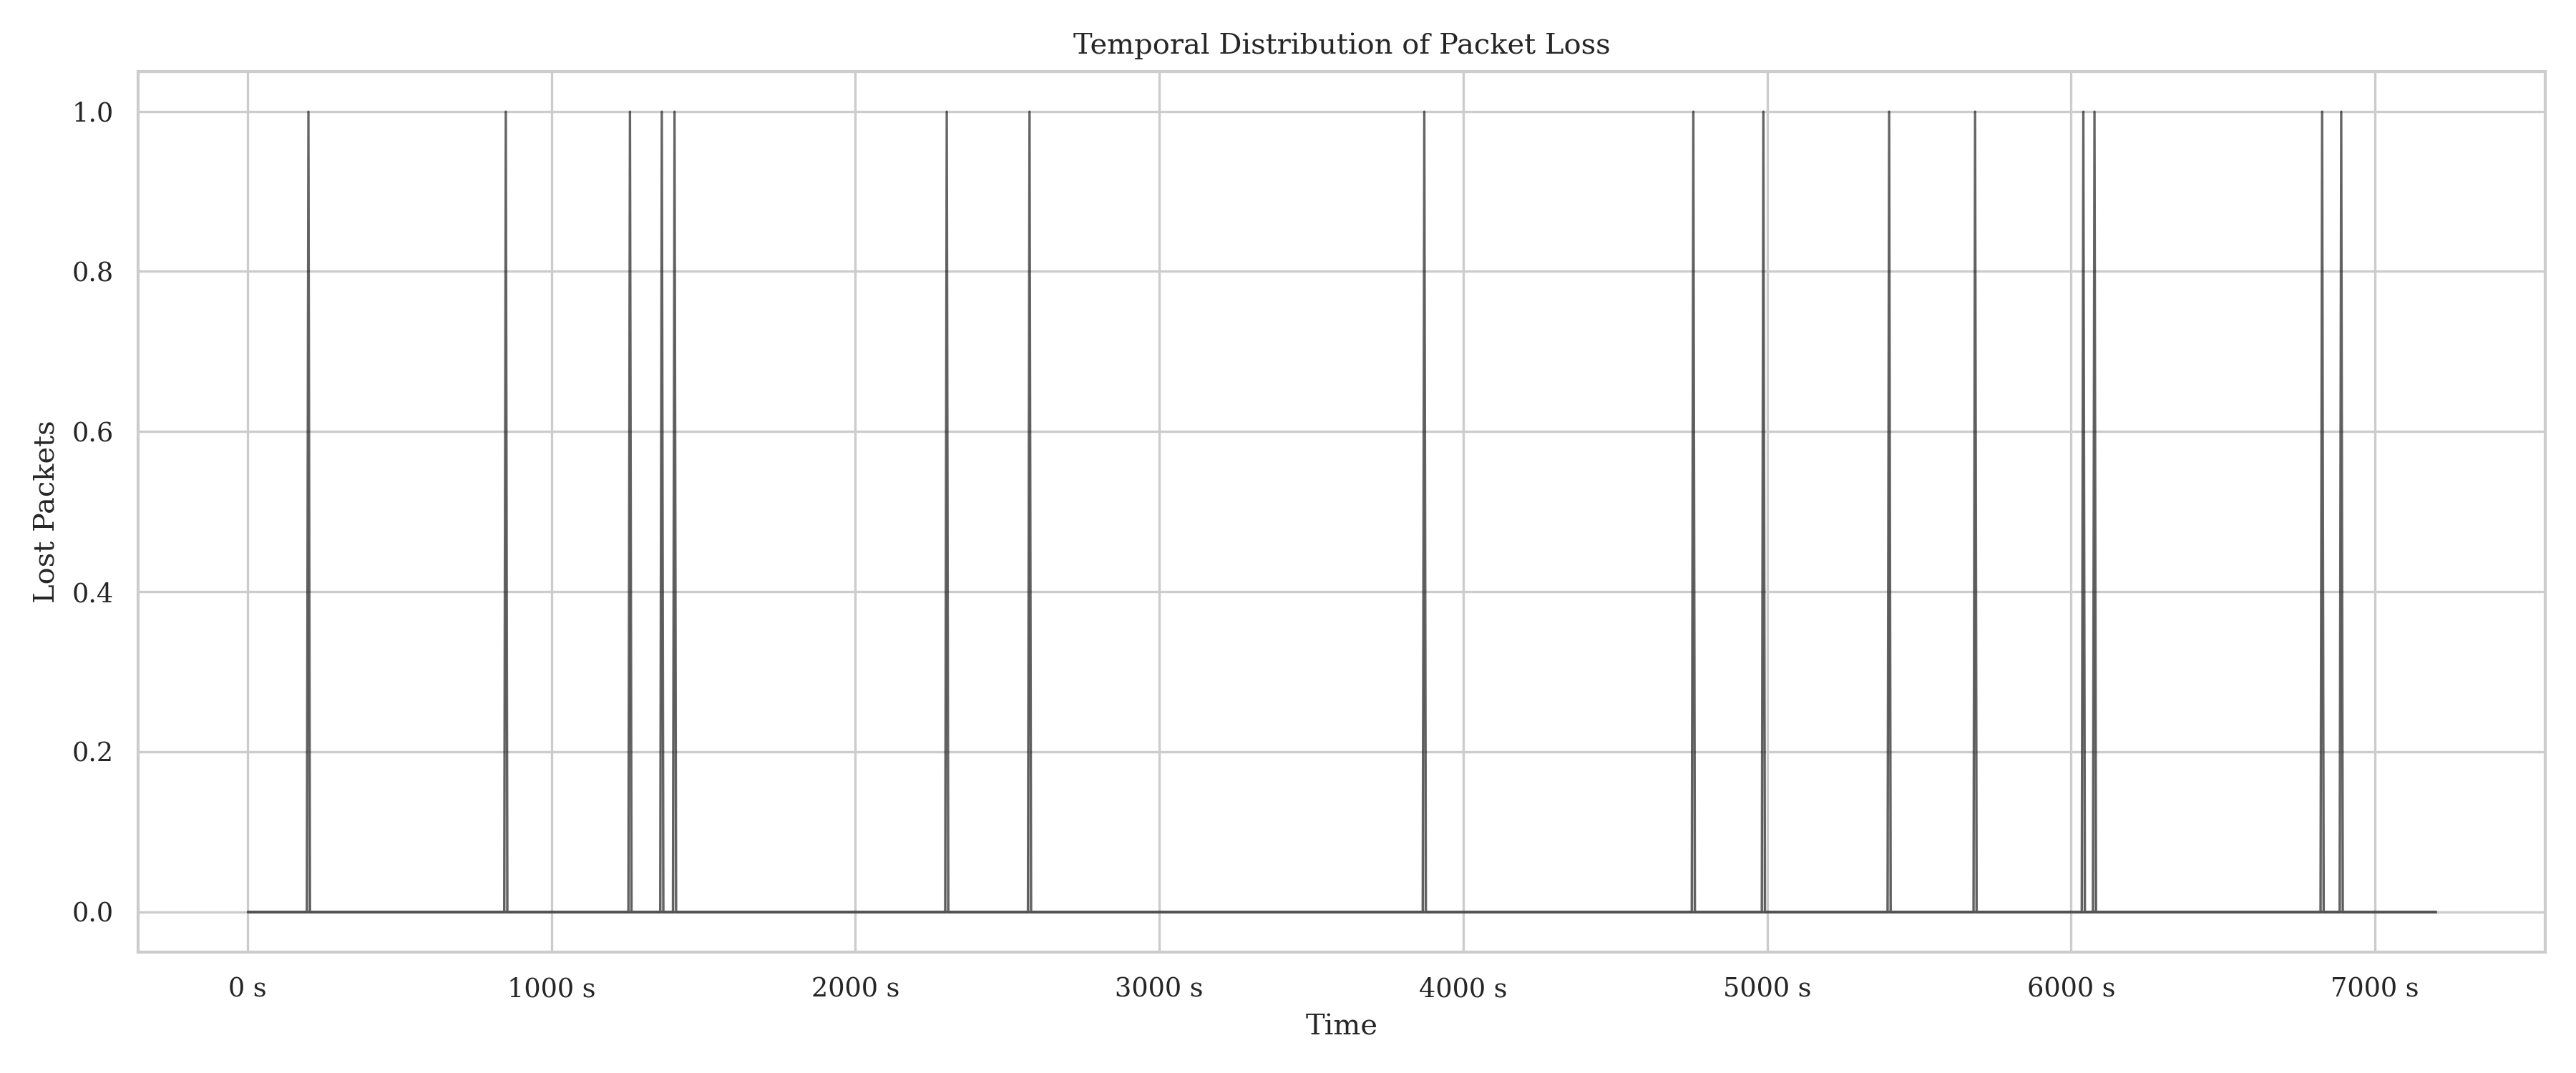 Temporal Distribution of Packet Loss
Lost Packets
1.0
0.8
0.6
0.4
0.2
0.0
0 s
1000 s
2000 s
3000 s
4000 s
5000 s
6000 s
7000 s
Time